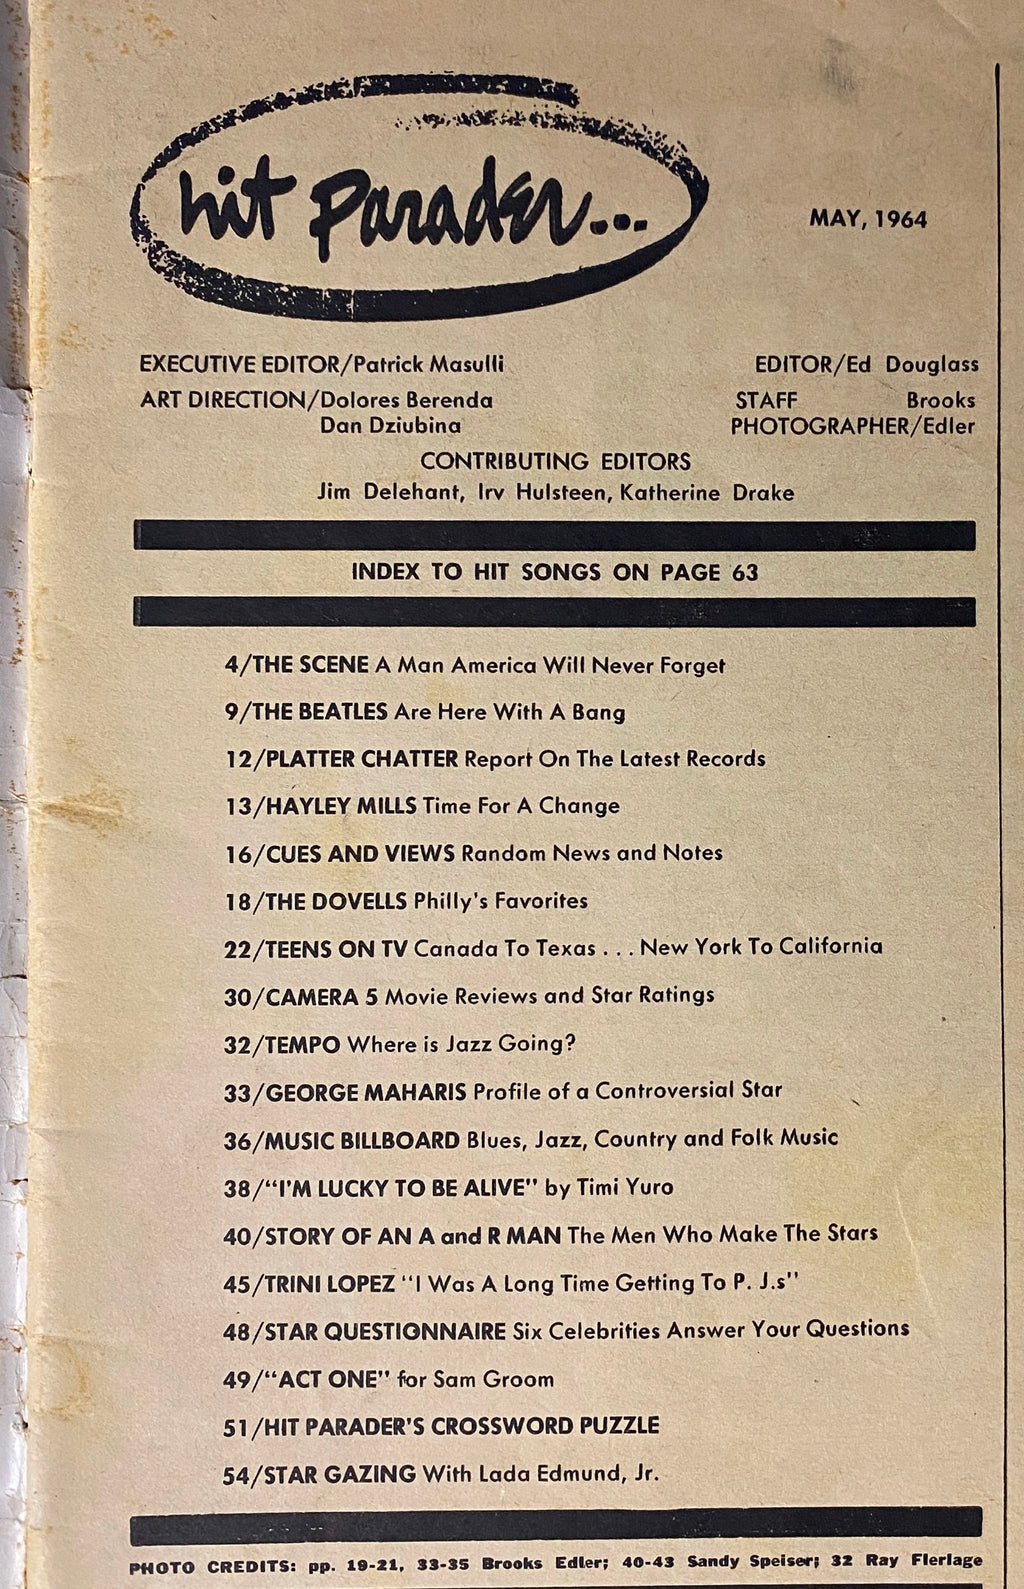 hit parader...
MAY, 1964
EXECUTIVE EDITOR/Patrick Masulli
EDITOR/Ed Douglass
ART DIRECTION/Dolores Berenda
Dan Dziubina
STAFF Brooks
PHOTOGRAPHER/Edler
CONTRIBUTING EDITORS
Jim Delehant, Irv Hulsteen, Katherine Drake
INDEX TO HIT SONGS ON PAGE 63
4/THE SCENE A Man America Will Never Forget
9/THE BEATLES Are Here With A Bang
12/PLATTER CHATTER Report On The Latest Records
13/HAYLEY MILLS Time For A Change
16/CUES AND VIEWS Random News and Notes
18/THE DOVELLS Philly's Favorites
22/TEENS ON TV Canada To Texas . . . New York To California
30/CAMERA 5 Movie Reviews and Star Ratings
32/TEMPO Where is Jazz Going?
33/GEORGE MAHARIS Profile of a Controversial Star
36/MUSIC BILLBOARD Blues, Jazz, Country and Folk Music
38/"I'M LUCKY TO BE ALIVE" by Timi Yuro
40/STORY OF AN A and R MAN The Men Who Make The Stars
45/TRINI LOPEZ "I Was A Long Time Getting To P. J.s"
48/STAR QUESTIONNAIRE Six Celebrities Answer Your Questions
49/"ACT ONE" for Sam Groom
51/HIT PARADER'S CROSSWORD PUZZLE
54/STAR GAZING With Lada Edmund, Jr.
PHOTO CREDITS: pp. 19-21, 33-35 Brooks Edler; 40-43 Sandy Speiser; 32 Ray Flerlage